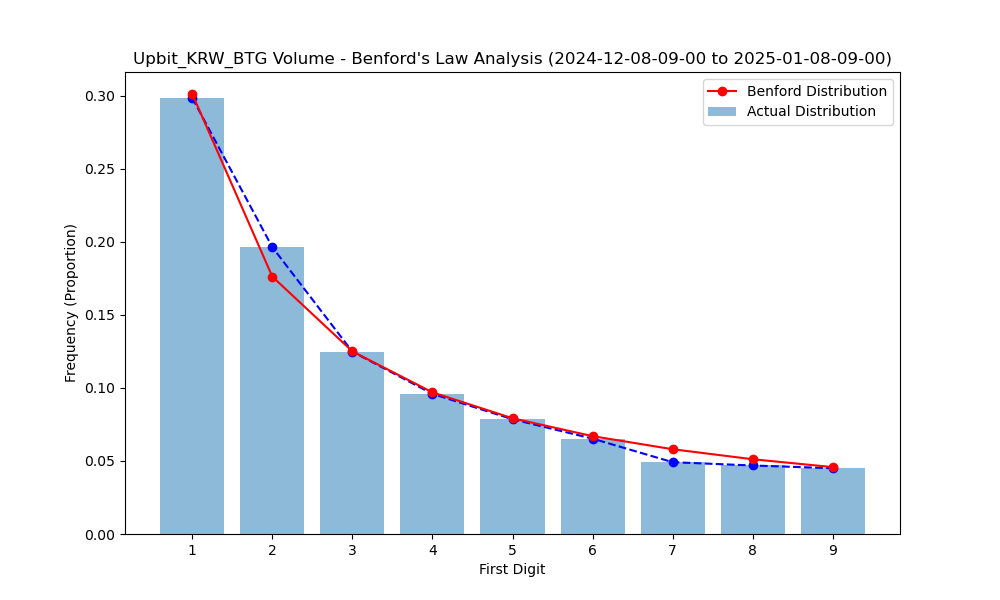 Upbit_KRW_BTG Volume - Benford's Law Analysis (2024-12-08-09-00 to 2025-01-08-09-00)
Benford Distribution
Actual Distribution
Frequency (Proportion)
0.30
0.25
0.20
0.15
0.10
0.05
0.00
1 2 3 4 5 6 7 8 9
First Digit